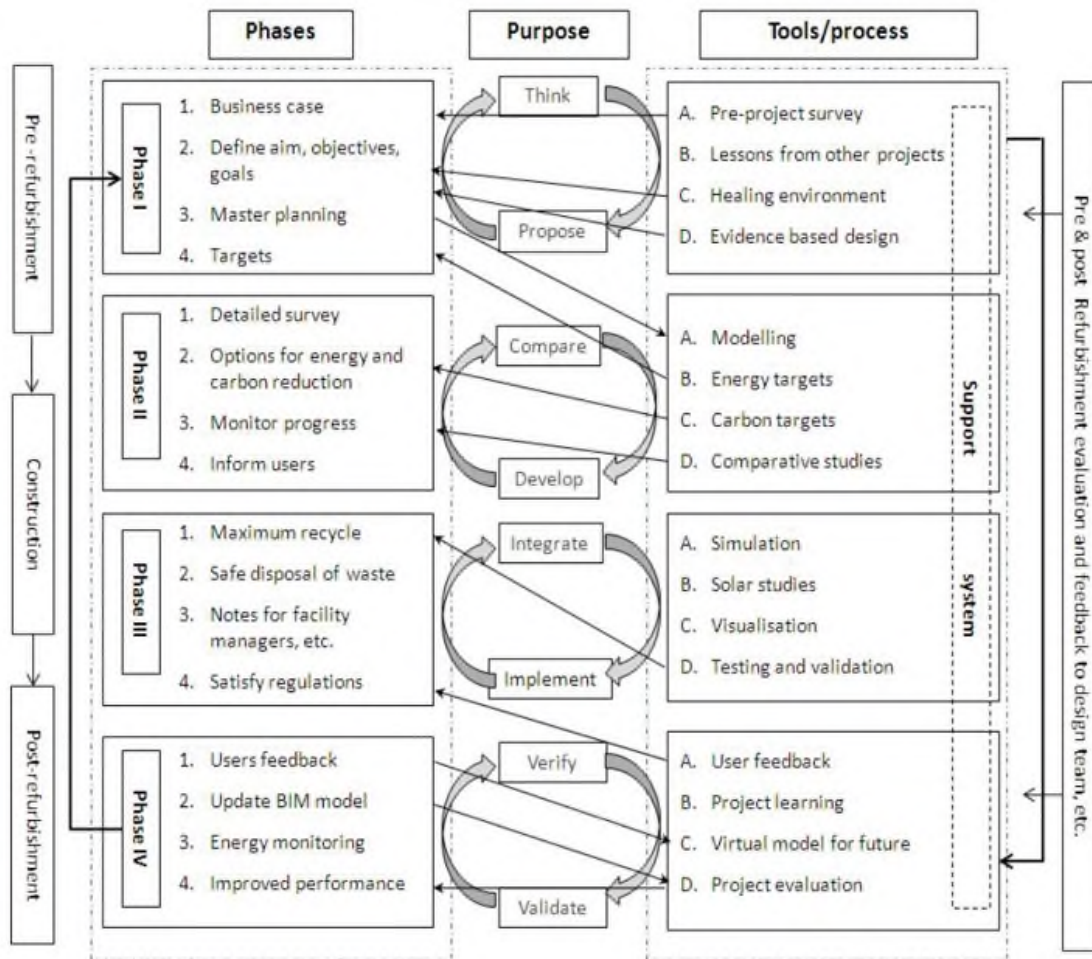 Phases
Purpose
Tools/process
Pre -refurbishment
Construction
Post-refurbishment
Phase I
1. Business case
2. Define aim, objectives,
goals
3. Master planning
4. Targets
Think
Propose
A. Pre-project survey
B. Lessons from other projects
C. Healing environment
D. Evidence based design
Phase II
1. Detailed survey
2. Options for energy and
carbon reduction
3. Monitor progress
4. Inform users
Compare
Develop
A. Modelling
B. Energy targets
C. Carbon targets
D. Comparative studies
Phase III
1. Maximum recycle
2. Safe disposal of waste
3. Notes for facility
managers, etc.
4. Satisfy regulations
Integrate
Implement
A. Simulation
B. Solar studies
C. Visualisation
D. Testing and validation
Phase IV
1. Users feedback
2. Update BIM model
3. Energy monitoring
4. Improved performance
Verify
Validate
A. User feedback
B. Project learning
C. Virtual model for future
D. Project evaluation
Support system
Pre & post Refurbishment evaluation and feedback to design team, etc.